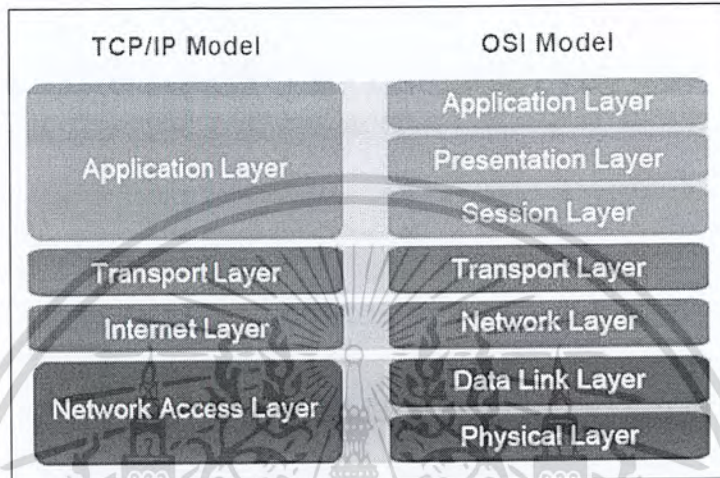 TCP/IP Model
OSI Model
Application Layer
Transport Layer
Internet Layer
Network Access Layer
Application Layer
Presentation Layer
Session Layer
Transport Layer
Network Layer
Data Link Layer
Physical Layer